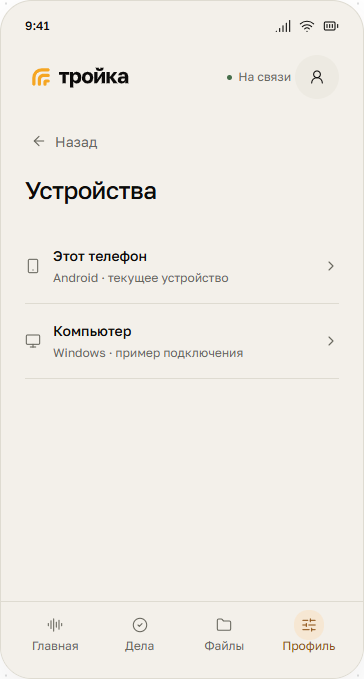 9:41
тройка
На связи
Назад
Устройства
Этот телефон
Android · текущее устройство
Компьютер
Windows · пример подключения
Главная
Дела
Файлы
Профиль